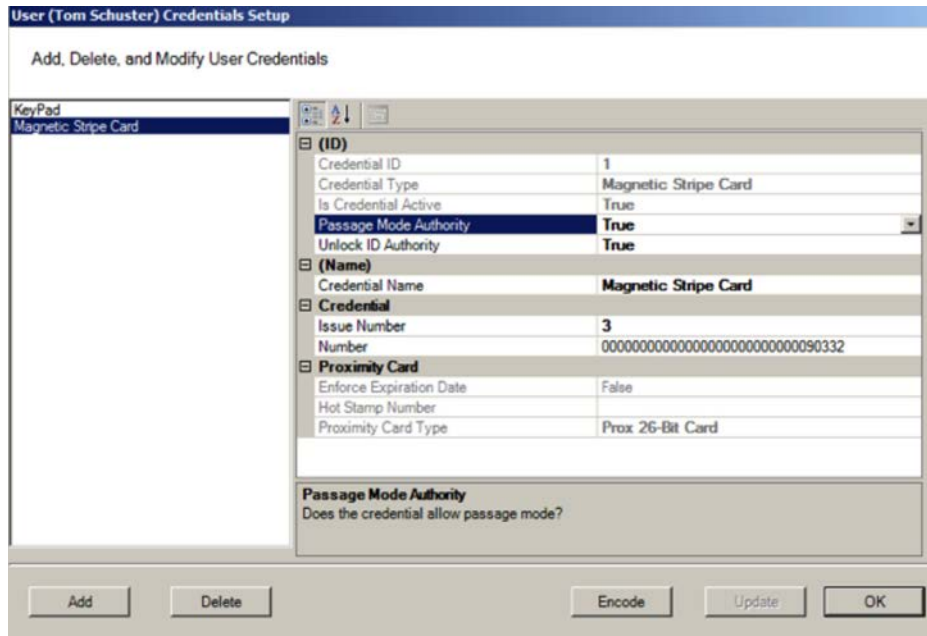 User (Tom Schuster) Credentials Setup
Add, Delete, and Modify User Credentials
KeyPad
Magnetic Stripe Card
(ID)
Credential ID 1
Credential Type Magnetic Stripe Card
Is Credential Active True
Passage Mode Authority True
Unlock ID Authority True
(Name)
Credential Name Magnetic Stripe Card
Credential
Issue Number 3
Number 00000000000000000000000000090332
Proximity Card
Enforce Expiration Date False
Hot Stamp Number
Proximity Card Type Prox 26-Bit Card
Passage Mode Authority
Does the credential allow passage mode?
Add Delete Encode Update OK